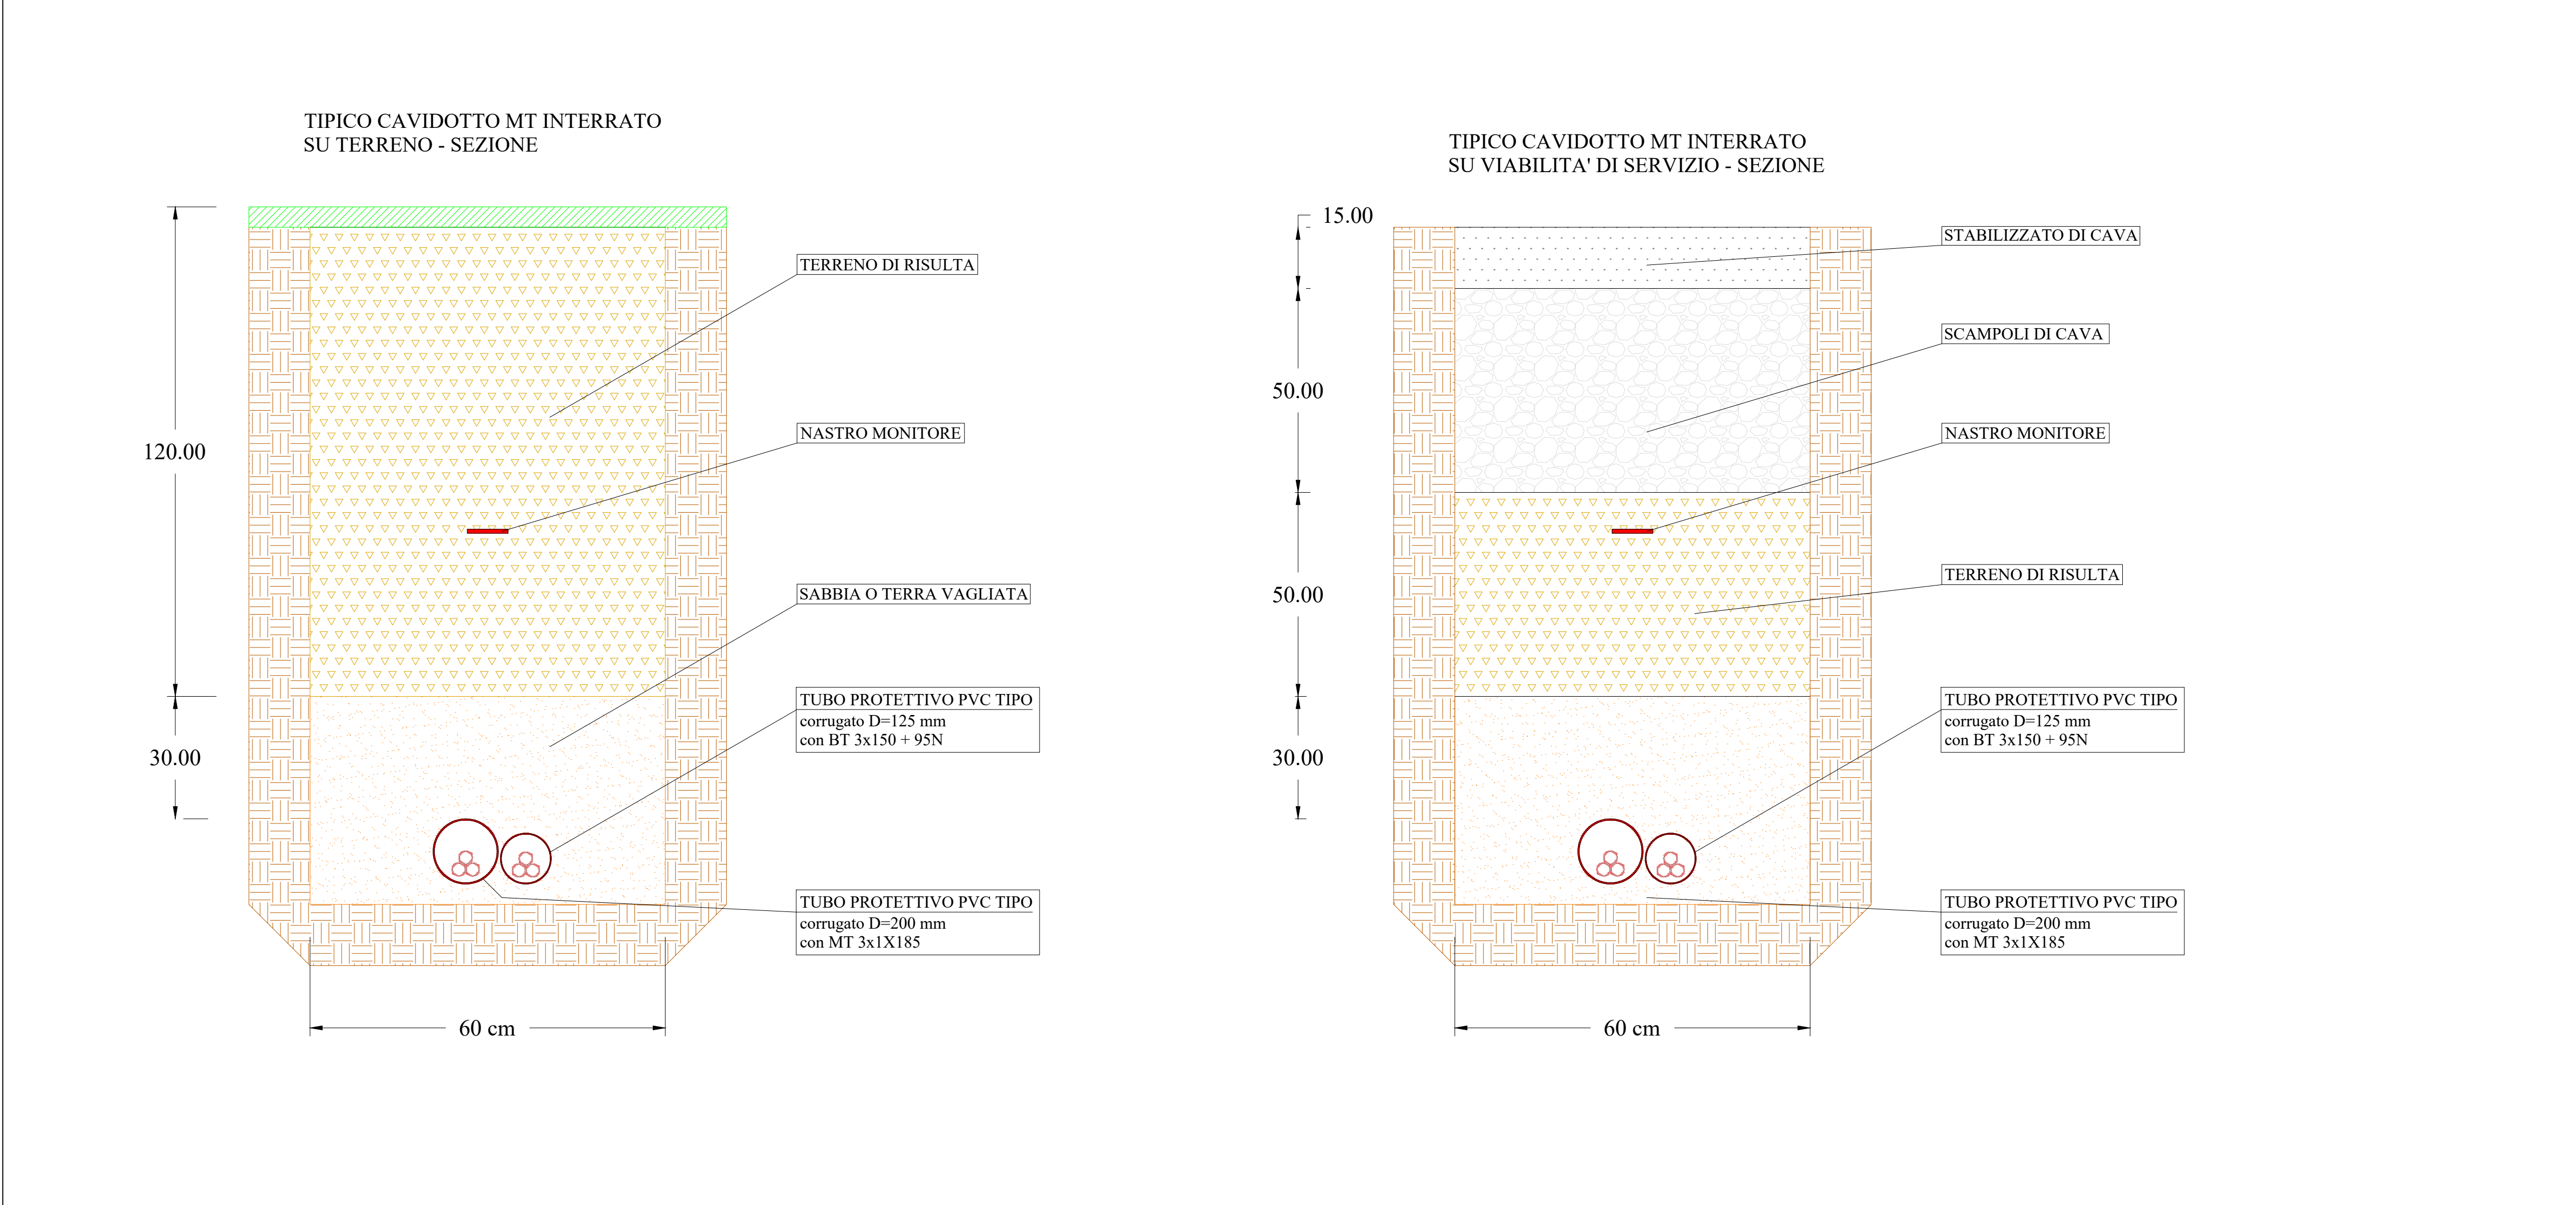 TIPICO CAVIDOTTO MT INTERRATO
SU TERRENO - SEZIONE
120.00
30.00
TERRENO DI RISULTA
NASTRO MONITORE
SABBIA O TERRA VAGLIATA
TUBO PROTETTIVO PVC TIPO
corrugato D=125 mm
con BT 3x150 + 95N
TUBO PROTETTIVO PVC TIPO
corrugato D=200 mm
con MT 3x1X185
60 cm
TIPICO CAVIDOTTO MT INTERRATO
SU VIABILITA' DI SERVIZIO - SEZIONE
15.00
50.00
50.00
30.00
STABILIZZATO DI CAVA
SCAMPOLI DI CAVA
NASTRO MONITORE
TERRENO DI RISULTA
TUBO PROTETTIVO PVC TIPO
corrugato D=125 mm
con BT 3x150 + 95N
TUBO PROTETTIVO PVC TIPO
corrugato D=200 mm
con MT 3x1X185
60 cm